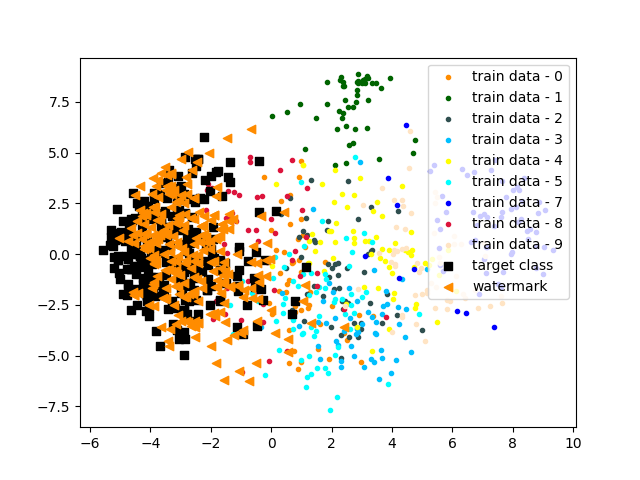 7.5
5.0
2.5
0.0
−2.5
−5.0
−7.5
−6
−4
−2
0
2
4
6
8
10
train data - 0
train data - 1
train data - 2
train data - 3
train data - 4
train data - 5
train data - 7
train data - 8
train data - 9
target class
watermark